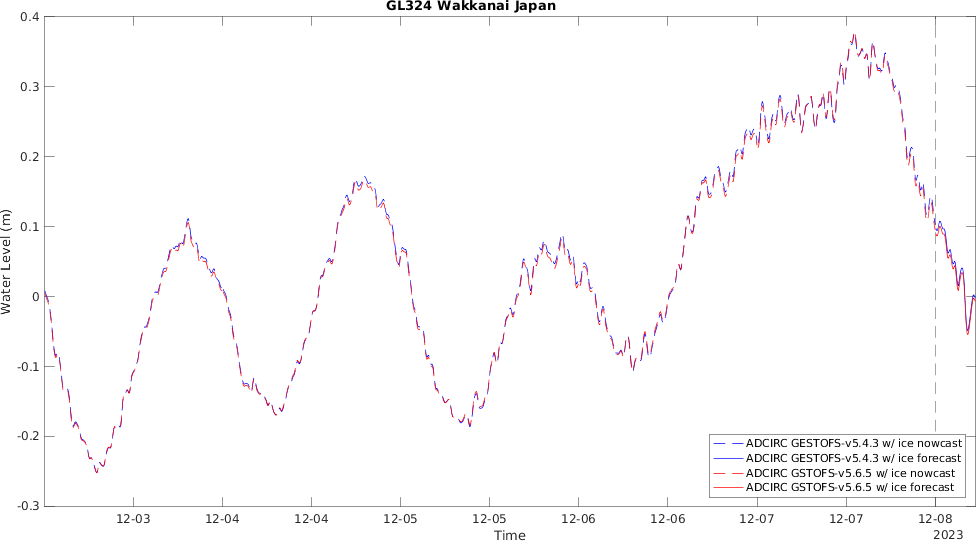 GL324 Wakkanai Japan
0.4
0.3
0.2
0.1
0
-0.1
-0.2
-0.3
Water Level (m)
12-03 12-04 12-04 12-05 12-05 12-06 12-06 12-07 12-07 12-08
2023
Time
ADCIRC GESTOFS-v5.4.3 w/ ice nowcast
ADCIRC GESTOFS-v5.4.3 w/ ice forecast
ADCIRC GSTOFS-v5.6.5 w/ ice nowcast
ADCIRC GSTOFS-v5.6.5 w/ ice forecast